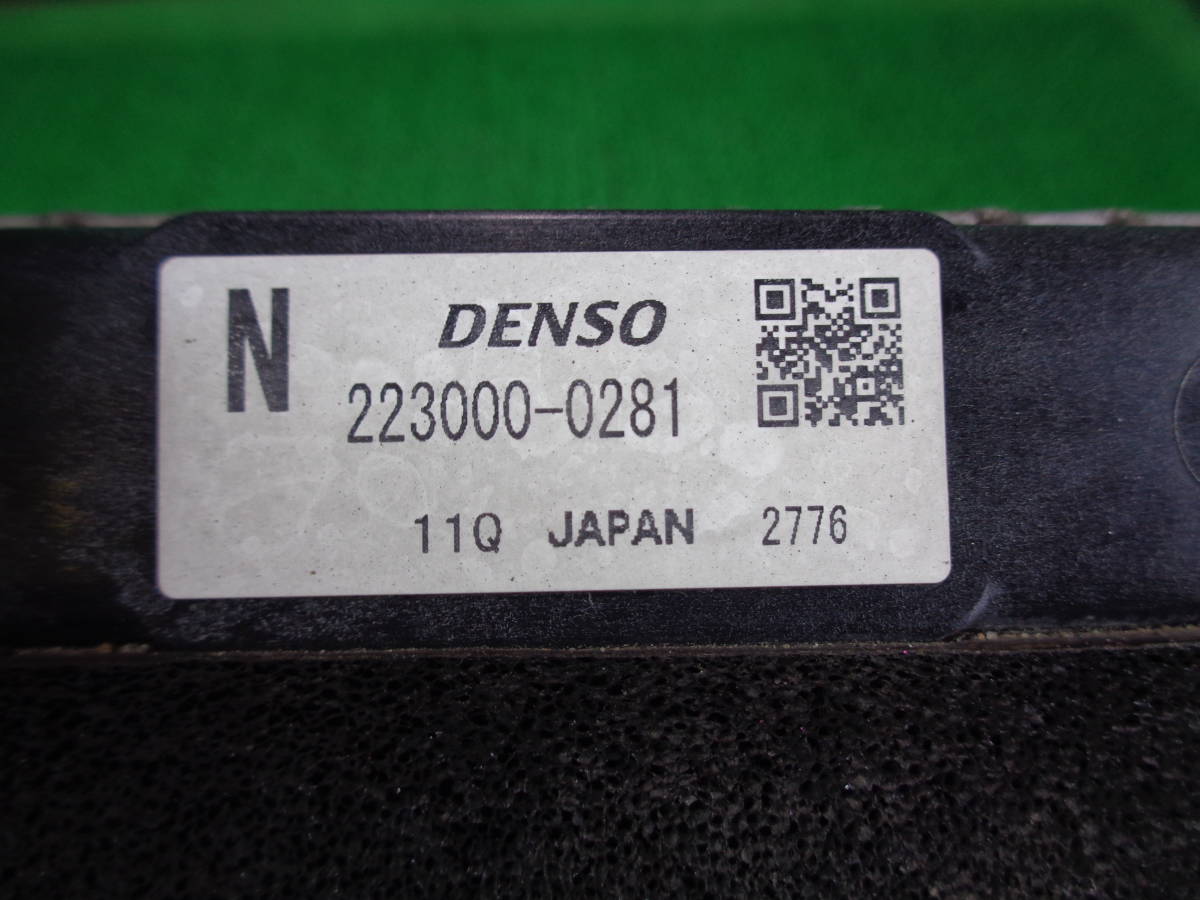 N
DENSO
223000-0281
11Q JAPAN 2776